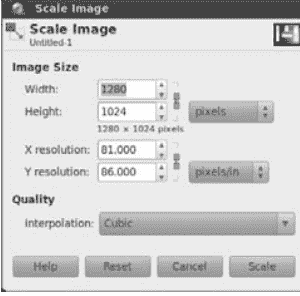 Scale Image
Scale Image
Untitled-1
Image Size
Width: 1280
Height: 1024 pixels
1280 × 1024 pixels
X resolution: 81.000
Y resolution: 86.000 pixels/in
Quality
Interpolation: Cubic
Help Reset Cancel Scale